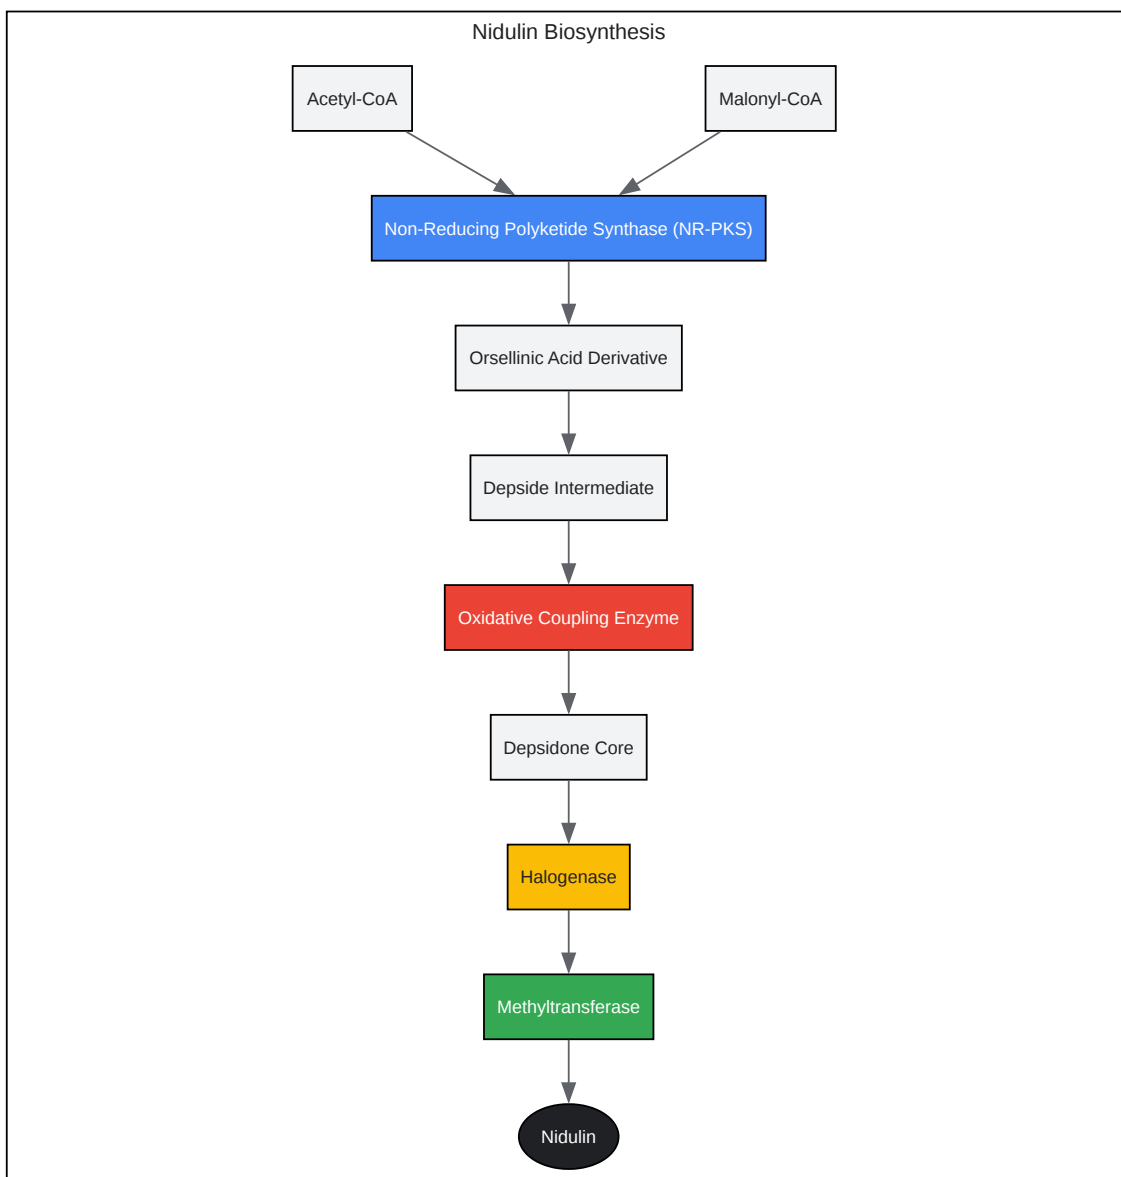 Nidulin Biosynthesis
Acetyl-CoA
Malonyl-CoA
Non-Reducing Polyketide Synthase (NR-PKS)
Orsellinic Acid Derivative
Depside Intermediate
Oxidative Coupling Enzyme
Depsidone Core
Halogenase
Methyltransferase
Nidulin